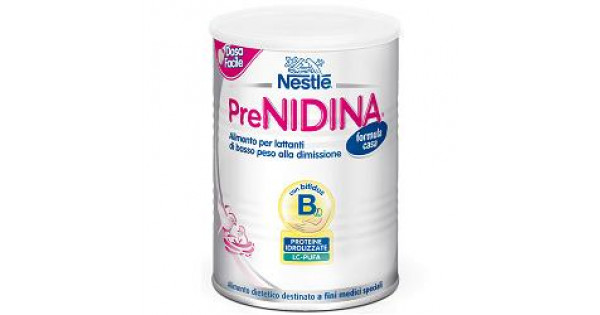 Dosa
Facile
Nestlé
PreNIDINA
formula
casa
Alimento per lattanti
di basso peso alla dimissione
con bifidus
B
PROTEINE
IDROLIZZATE
LC-PUFA
Alimento dietetico destinato a fini medici speciali